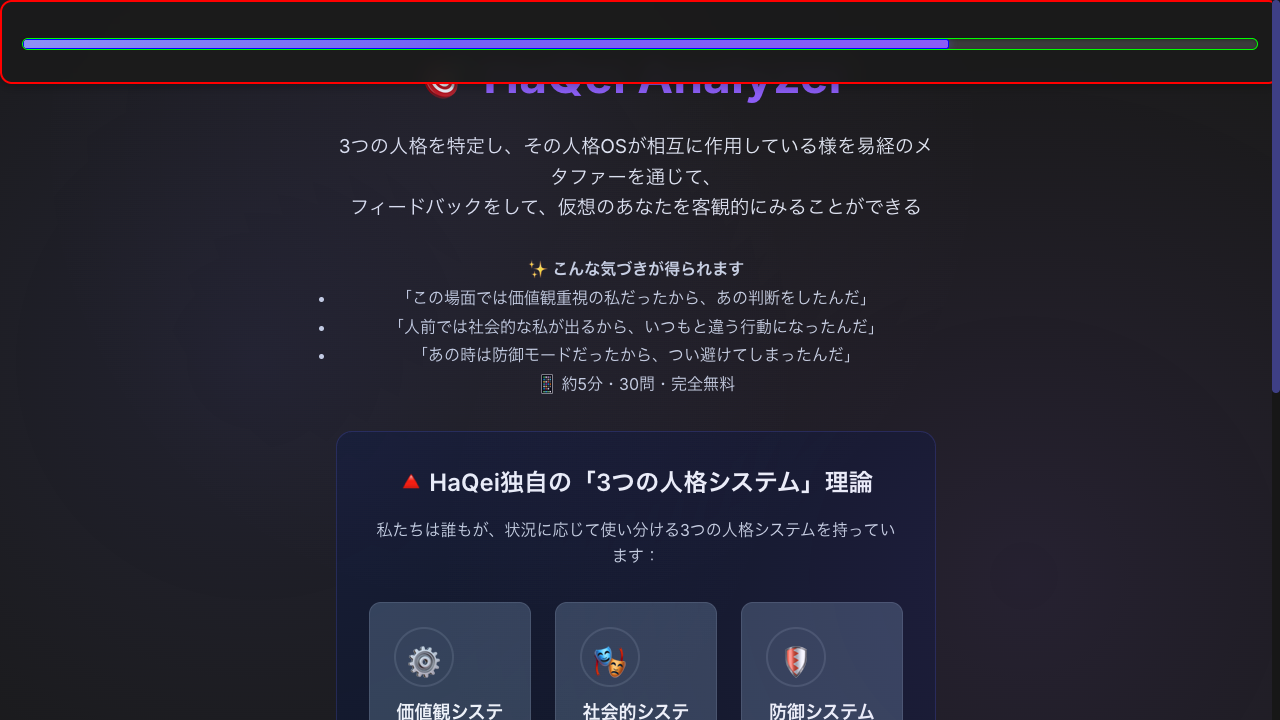 HaQei Analyzer
3つの人格を特定し、その人格OSが相互に作用している様を易経のメ
タファーを通じて、
フィードバックをして、仮想のあなたを客観的にみることができる
✨ こんな気づきが得られます
• 「この場面では価値観重視の私だったから、あの判断をしたんだ」
• 「人前では社会的な私が出るから、いつもと違う行動になったんだ」
• 「あの時は防御モードだったから、つい避けてしまったんだ」
📱 約5分・30問・完全無料
🔺 HaQei独自の「3つの人格システム」理論
私たちは誰もが、状況に応じて使い分ける3つの人格システムを持ってい
ます：
価値観システ
社会的システ
防御システム